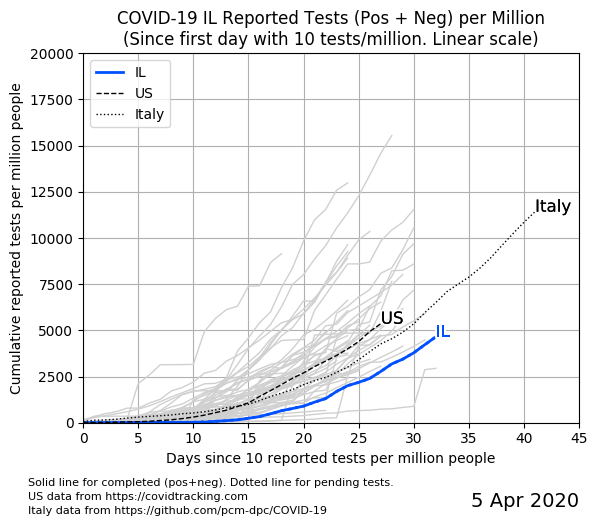 COVID-19 IL Reported Tests (Pos + Neg) per Million
(Since first day with 10 tests/million. Linear scale)
Cumulative reported tests per million people
20000
17500
15000
12500
10000
7500
5000
2500
0
IL
US
Italy
Italy
US
IL
0 5 10 15 20 25 30 35 40 45
Days since 10 reported tests per million people
Solid line for completed (pos+neg). Dotted line for pending tests.
US data from https://covidtracking.com
Italy data from https://github.com/pcm-dpc/COVID-19
5 Apr 2020